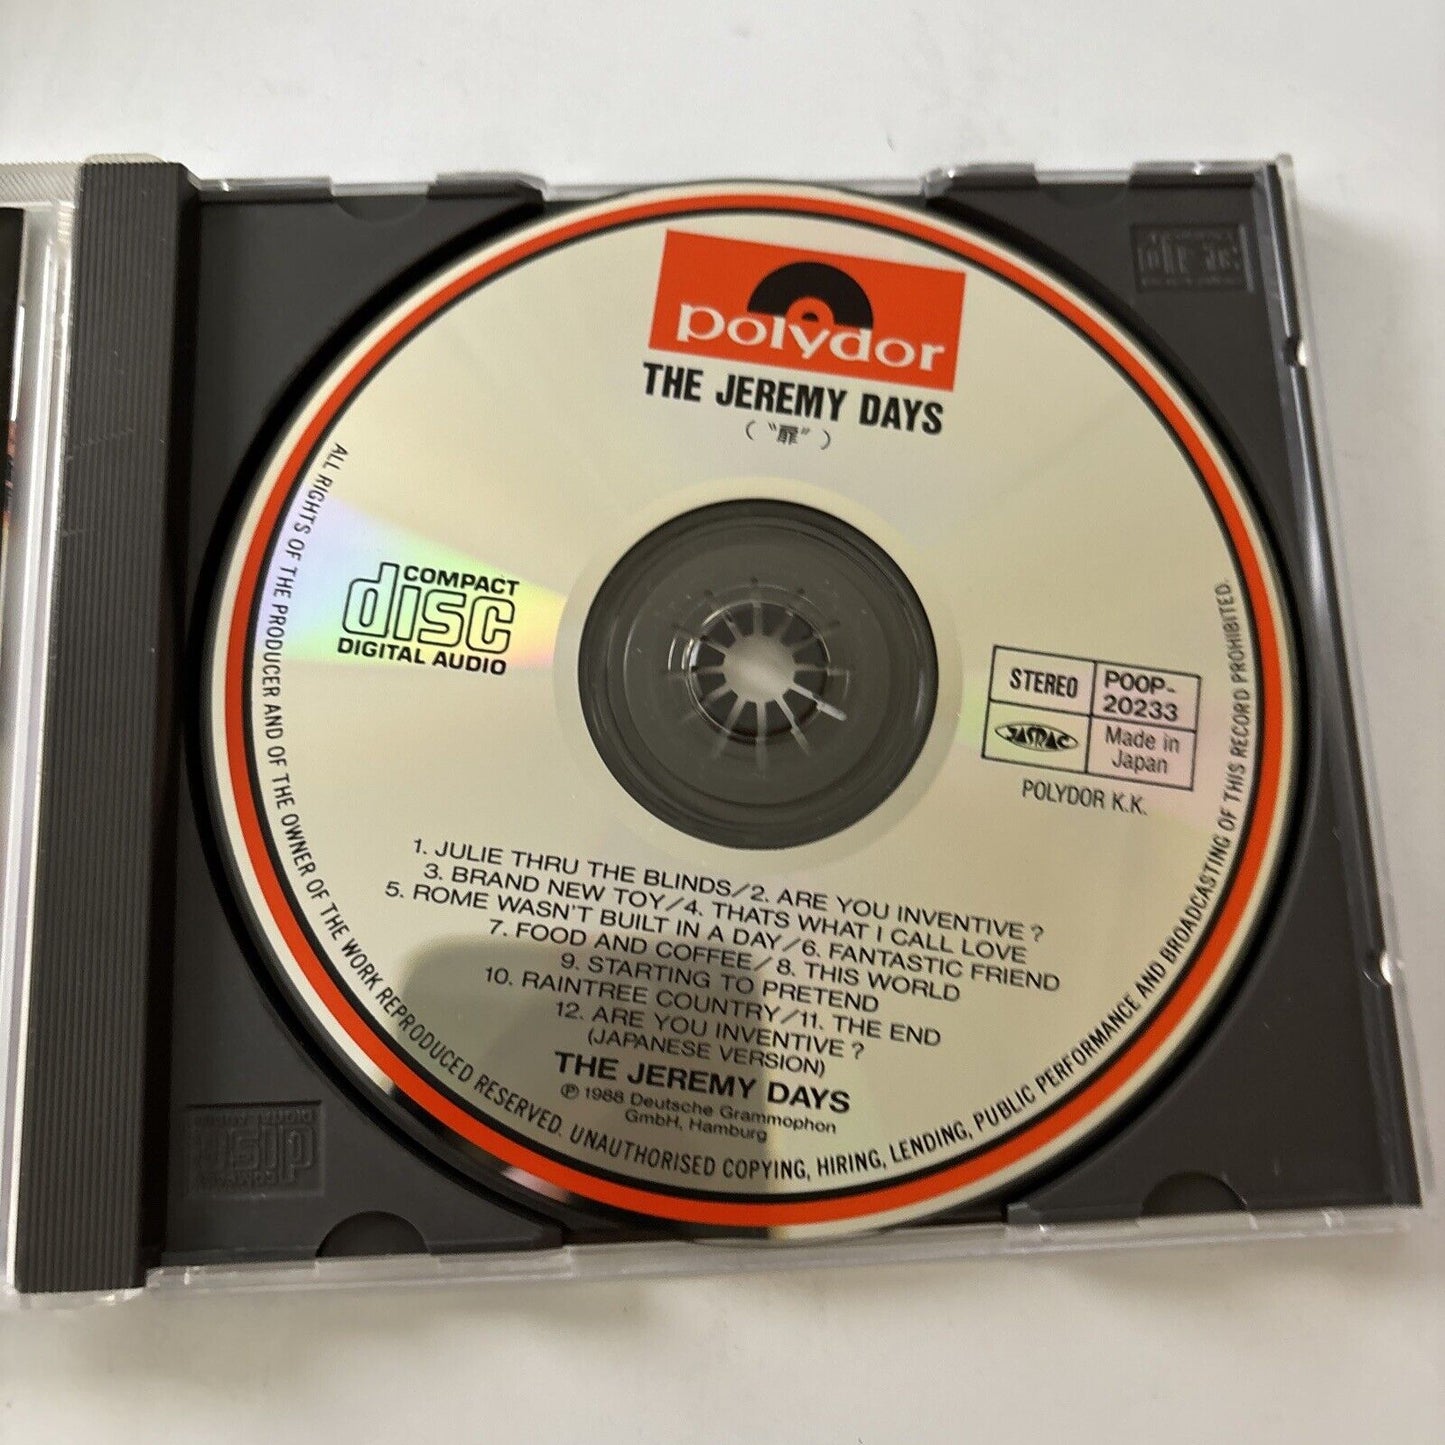 polydor
THE JEREMY DAYS
(〝扉〟)
COMPACT
disc
DIGITAL AUDIO
STEREO
P00P-
20233
JASRAC
Made in
Japan
POLYDOR K.K.
1. JULIE THRU THE BLINDS/2. ARE YOU INVENTIVE ?
3. BRAND NEW TOY/4. THATS WHAT I CALL LOVE
5. ROME WASN'T BUILT IN A DAY/6. FANTASTIC FRIEND
7. FOOD AND COFFEE/8. THIS WORLD
9. STARTING TO PRETEND
10. RAINTREE COUNTRY/11. THE END
12. ARE YOU INVENTIVE ?
(JAPANESE VERSION)
THE JEREMY DAYS
℗ 1988 Deutsche Grammophon
GmbH, Hamburg
ALL RIGHTS OF THE PRODUCER AND OF THE OWNER OF THE WORK REPRODUCED RESERVED. UNAUTHORISED COPYING, HIRING, LENDING, PUBLIC PERFORMANCE AND BROADCASTING OF THIS RECORD PROHIBITED.
COMPACT
disc
DIGITAL AUDIO